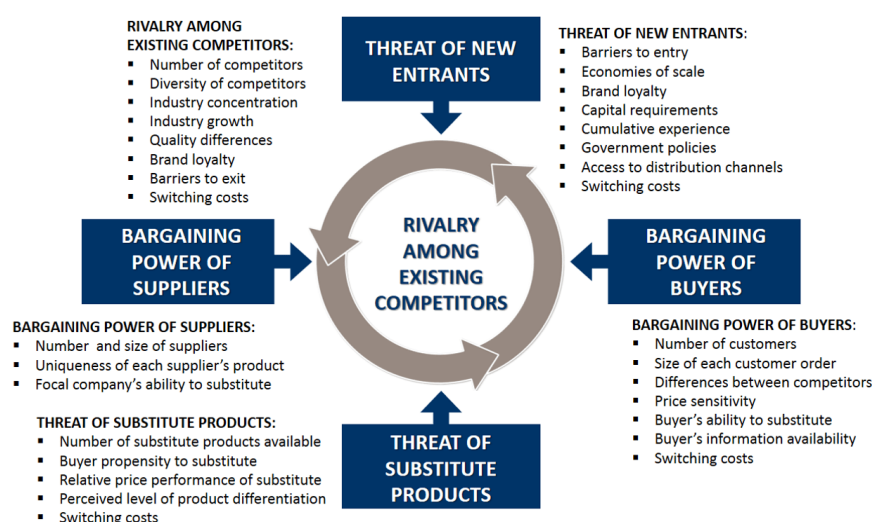 RIVALRY AMONG
EXISTING COMPETITORS:
▪ Number of competitors
▪ Diversity of competitors
▪ Industry concentration
▪ Industry growth
▪ Quality differences
▪ Brand loyalty
▪ Barriers to exit
▪ Switching costs
THREAT OF NEW
ENTRANTS
THREAT OF NEW ENTRANTS:
▪ Barriers to entry
▪ Economies of scale
▪ Brand loyalty
▪ Capital requirements
▪ Cumulative experience
▪ Government policies
▪ Access to distribution channels
▪ Switching costs
BARGAINING
POWER OF
SUPPLIERS
RIVALRY
AMONG
EXISTING
COMPETITORS
BARGAINING
POWER OF
BUYERS
BARGAINING POWER OF SUPPLIERS:
▪ Number and size of suppliers
▪ Uniqueness of each supplier's product
▪ Focal company's ability to substitute
BARGAINING POWER OF BUYERS:
▪ Number of customers
▪ Size of each customer order
▪ Differences between competitors
▪ Price sensitivity
▪ Buyer's ability to substitute
▪ Buyer's information availability
▪ Switching costs
THREAT OF SUBSTITUTE PRODUCTS:
▪ Number of substitute products available
▪ Buyer propensity to substitute
▪ Relative price performance of substitute
▪ Perceived level of product differentiation
▪ Switching costs
THREAT OF
SUBSTITUTE
PRODUCTS